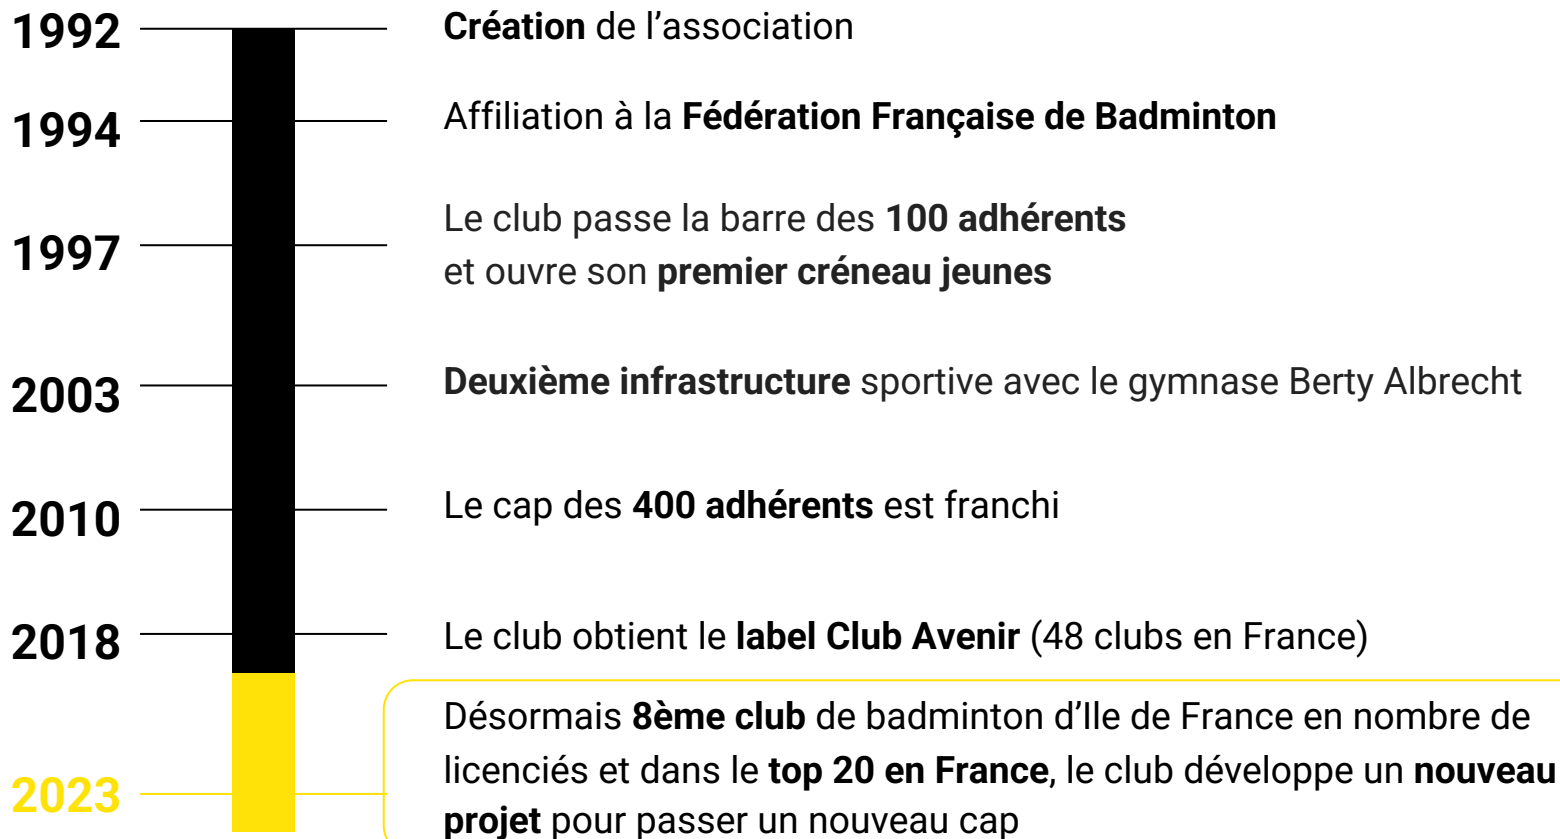 1992 Création de l’association
1994 Affiliation à la Fédération Française de Badminton
1997 Le club passe la barre des 100 adhérents
et ouvre son premier créneau jeunes
2003 Deuxième infrastructure sportive avec le gymnase Berty Albrecht
2010 Le cap des 400 adhérents est franchi
2018 Le club obtient le label Club Avenir (48 clubs en France)
2023 Désormais 8ème club de badminton d’Ile de France en nombre de
licenciés et dans le top 20 en France, le club développe un nouveau
projet pour passer un nouveau cap